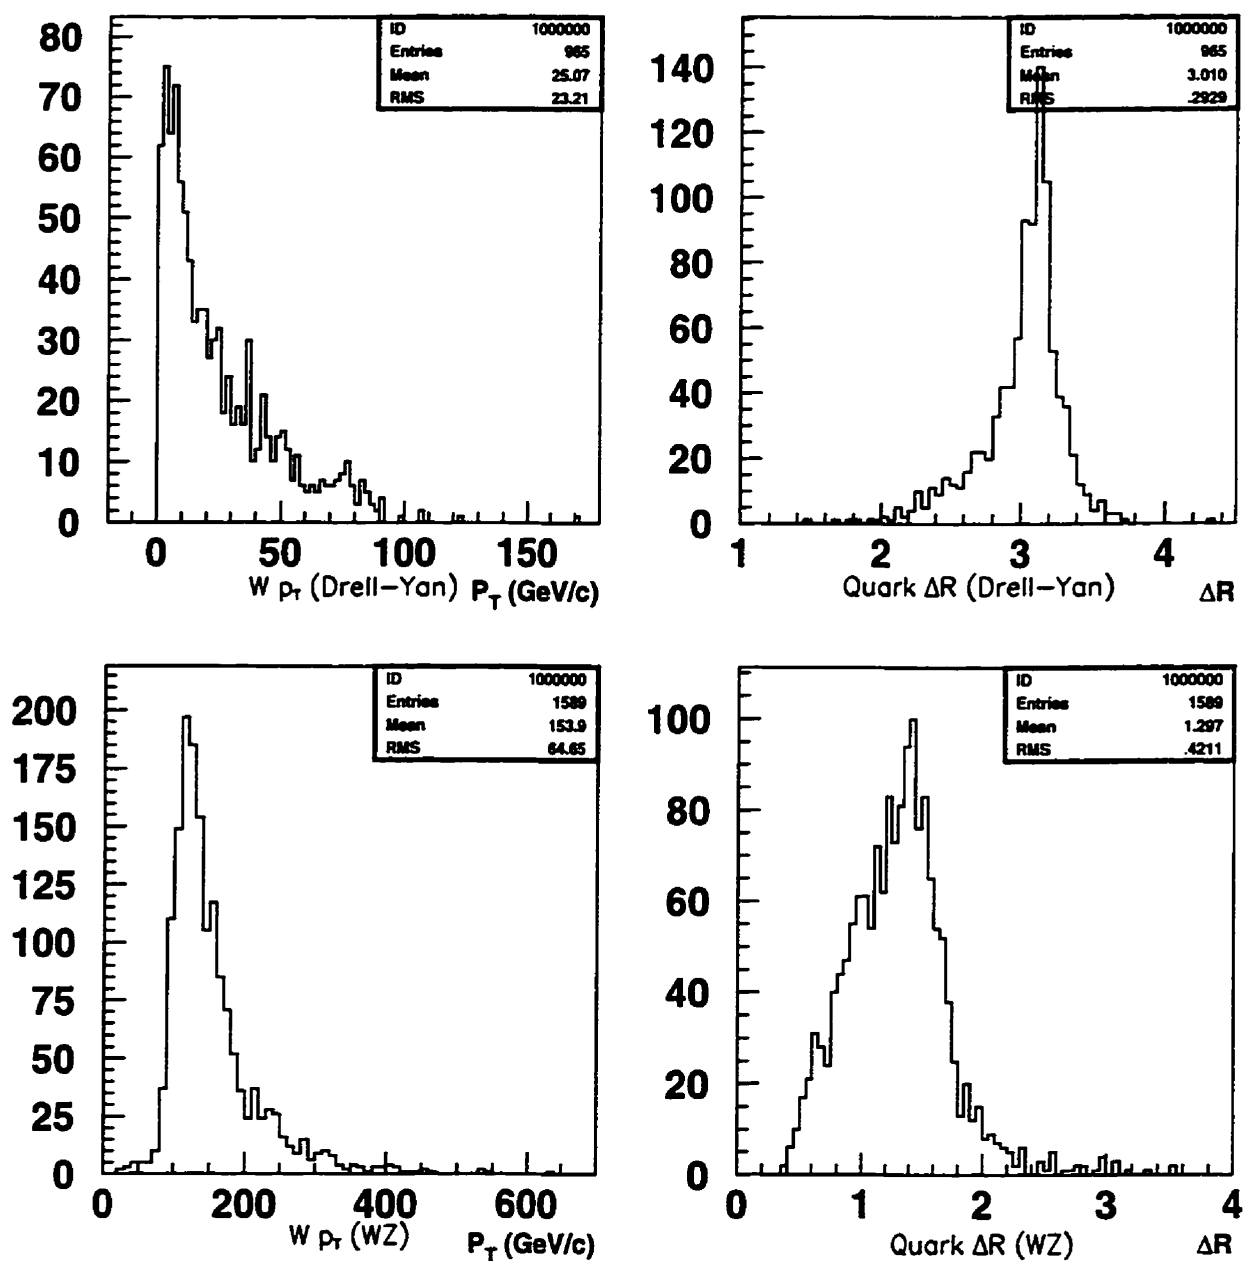 ID 1000000
Entries 965
Mean 25.07
RMS 23.21
80
70
60
50
40
30
20
10
0
0 50 100 150
W pT (Drell-Yan) PT (GeV/c)
ID 1000000
Entries 965
Mean 3.010
RMS .2929
140
120
100
80
60
40
20
0
1 2 3 4
Quark ΔR (Drell-Yan) ΔR
ID 1000000
Entries 1589
Mean 153.9
RMS 64.65
200
175
150
125
100
75
50
25
0
0 200 400 600
W pT (WZ) PT (GeV/c)
ID 1000000
Entries 1589
Mean 1.297
RMS .4211
100
80
60
40
20
0
0 1 2 3 4
Quark ΔR (WZ) ΔR